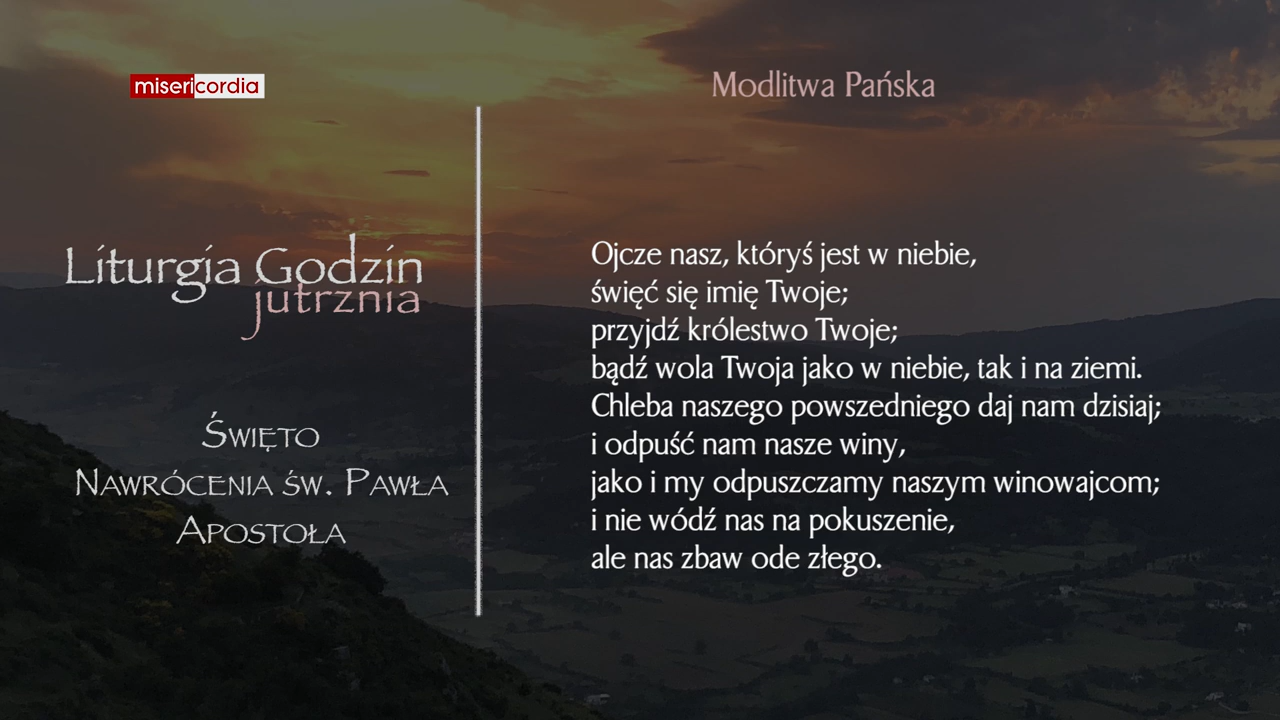 misericordia
Liturgia Godzin
jutrznia
Święto
Nawrócenia św. Pawła
Apostoła
Modlitwa Pańska
Ojcze nasz, któryś jest w niebie,
święć się imię Twoje;
przyjdź królestwo Twoje;
bądź wola Twoja jako w niebie, tak i na ziemi.
Chleba naszego powszedniego daj nam dzisiaj;
i odpuść nam nasze winy,
jako i my odpuszczamy naszym winowajcom;
i nie wódź nas na pokuszenie,
ale nas zbaw ode złego.